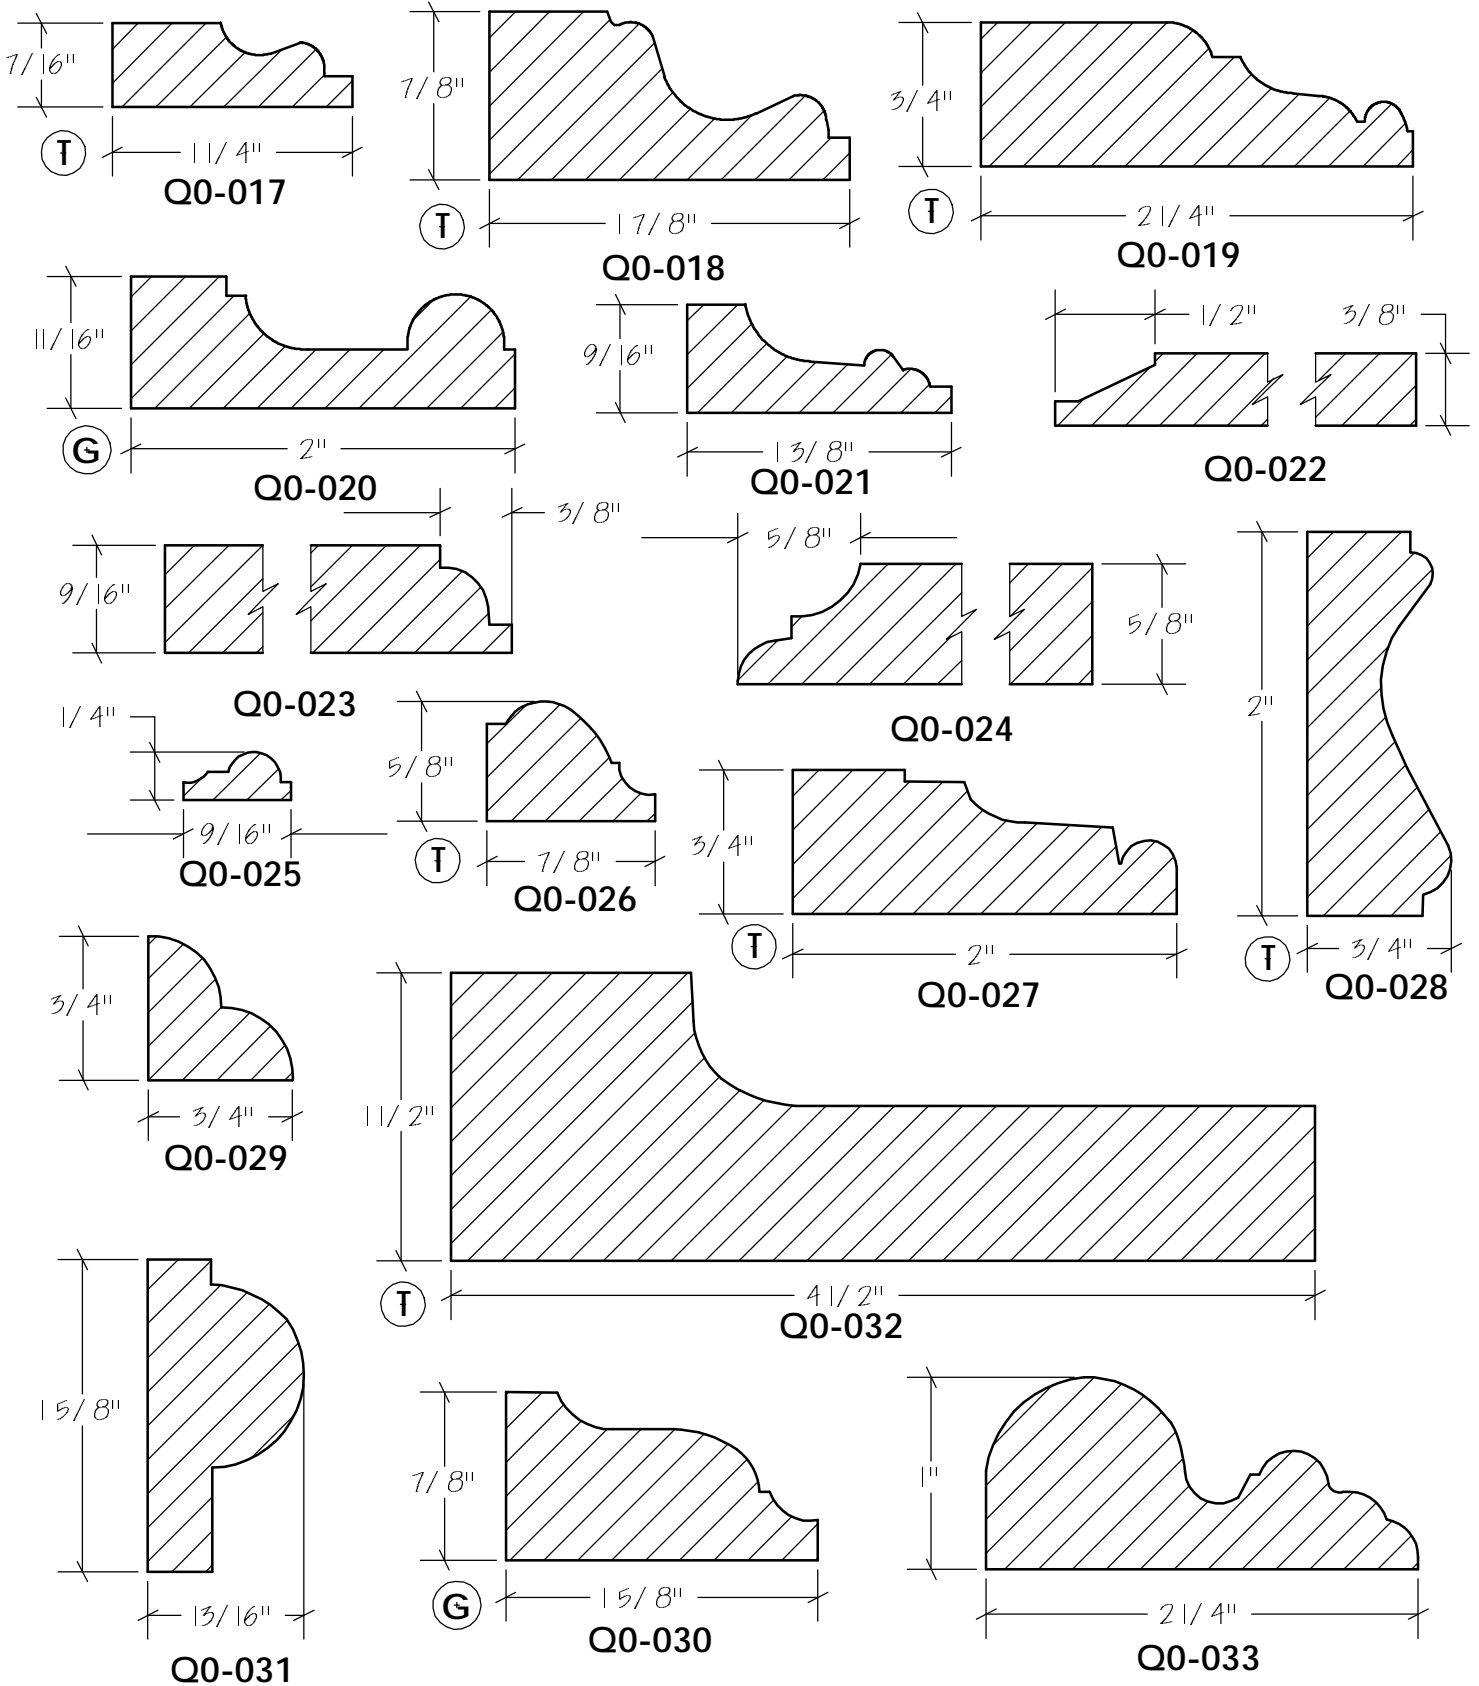 7/16"
T
1 1/4"
Q0-017
7/8"
T
1 7/8"
Q0-018
3/4"
T
2 1/4"
Q0-019
11/16"
G
2"
Q0-020
9/16"
1 3/8"
Q0-021
1/2"
3/8"
Q0-022
3/8"
9/16"
Q0-023
5/8"
5/8"
Q0-024
2"
T
3/4"
Q0-028
1/4"
9/16"
Q0-025
5/8"
T
7/8"
Q0-026
3/4"
T
2"
Q0-027
3/4"
3/4"
Q0-029
1 1/2"
T
4 1/2"
Q0-032
1 5/8"
13/16"
Q0-031
7/8"
G
1 5/8"
Q0-030
1"
2 1/4"
Q0-033